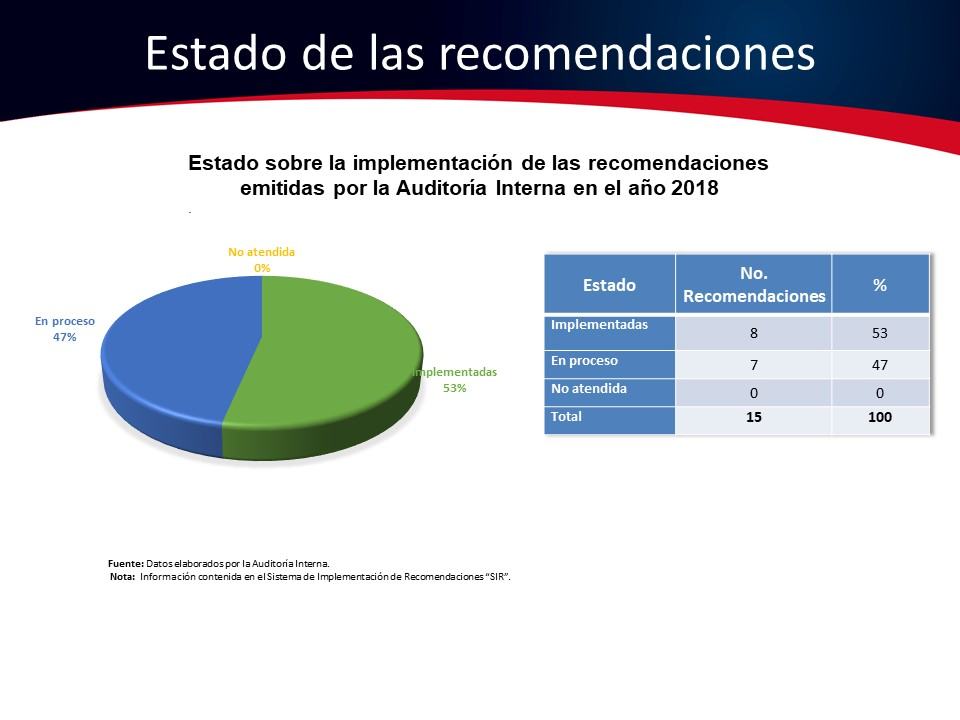 Estado de las recomendaciones
Estado sobre la implementación de las recomendaciones
emitidas por la Auditoría Interna en el año 2018
.
No atendida
0%
En proceso
47%
Implementadas
53%
Estado
No.
Recomendaciones
%
Implementadas 8 53
En proceso 7 47
No atendida 0 0
Total 15 100
Fuente: Datos elaborados por la Auditoría Interna.
Nota: Información contenida en el Sistema de Implementación de Recomendaciones “SIR”.